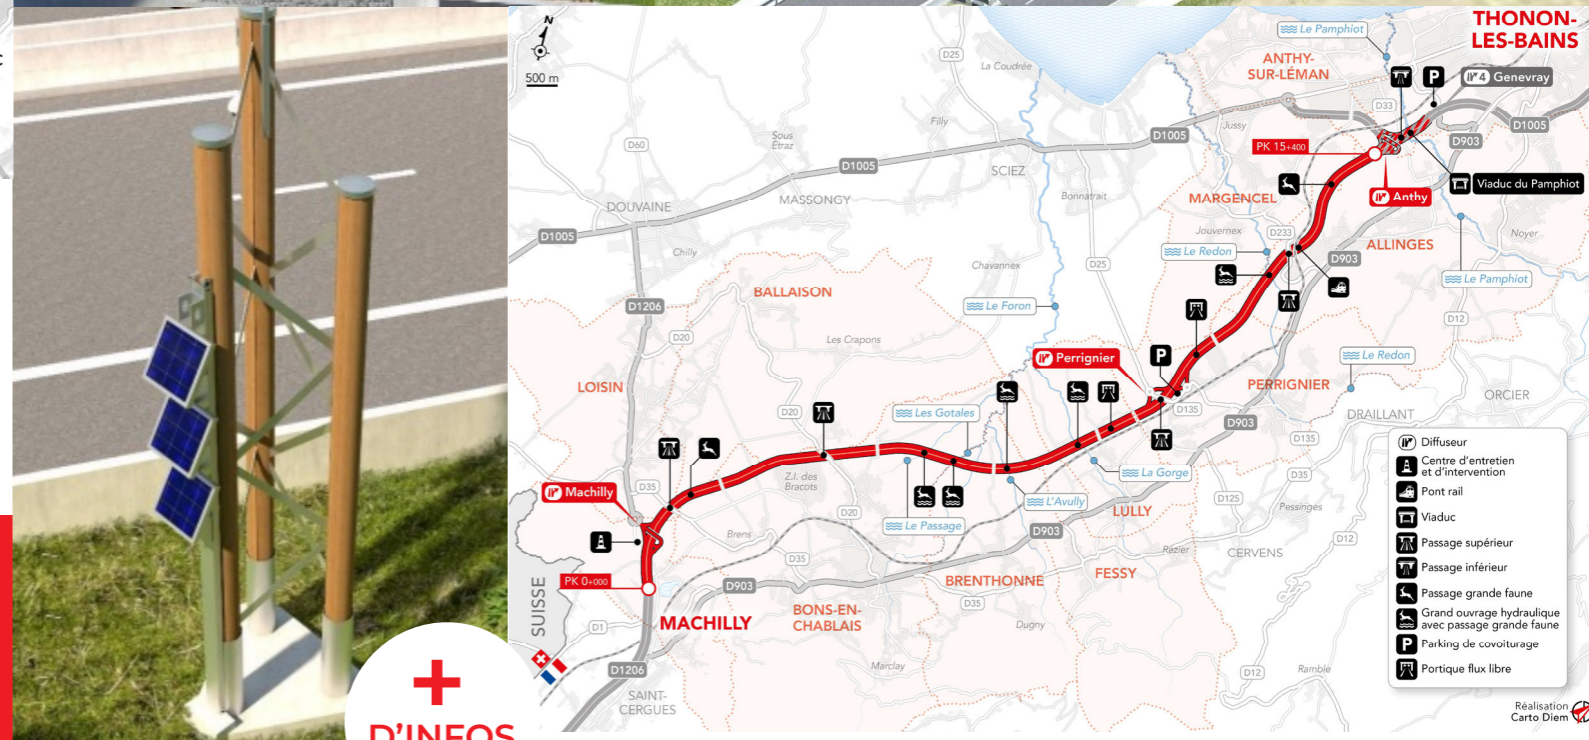 c
+
D'INFOS
N
500 m
THONON-
LES-BAINS
Le Pamphiot
ANTHY-
SUR-LÉMAN
4 Genevray
D25
La Coudrée
D33
D1005
D903
D1005
Jussy
Filly
Sous
Étraz
D60
D1005
SCIEZ
PK 15+400
Viaduc du Pamphiot
Anthy
MARGENCEL
Bonnatrait
DOUVAINE
MASSONGY
Jouvernex
D233
Noyer
ALLINGES
D1005
Chilly
Chavannex
D25
Le Redon
D903
Le Pamphiot
BALLAISON
D1206
Le Foron
D12
D20
Les Crapons
Perrignier
Le Redon
LOISIN
PERRIGNIER
ORCIER
DRAILLANT
D20
Les Gotales
D135
D903
D135
Machilly
D35
Z.I. des
Bracots
La Gorge
D35
L'Avully
D125
Pessinges
Le Passage
LULLY
D20
Brens
D903
D12
D35
Razier
CERVENS
SUISSE
PK 0+000
D903
BRENTHONNE
FESSY
D35
BONS-EN-
CHABLAIS
MACHILLY
D1
Dugny
D1206
Marclay
D12
Ramble
SAINT-
CERGUES
Diffuseur
Centre d'entretien
et d'intervention
Pont rail
Viaduc
Passage supérieur
Passage inférieur
Passage grande faune
Grand ouvrage hydraulique
avec passage grande faune
P Parking de covoiturage
Portique flux libre
Réalisation
Carto Diem